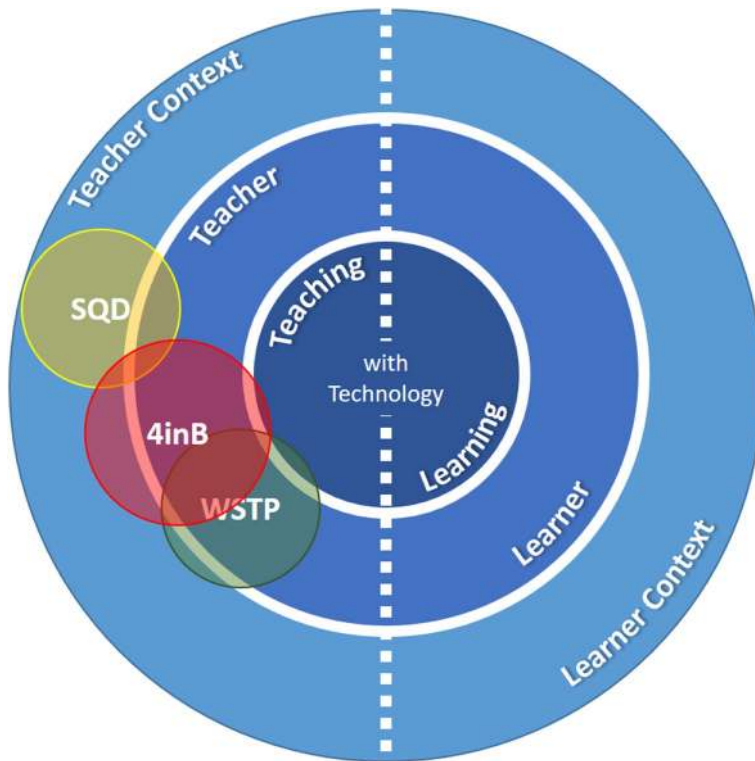 Teacher Context
Teacher
Teaching
SQD
with
Technology
4inB
Learning
WSTP
Learner
Learner Context